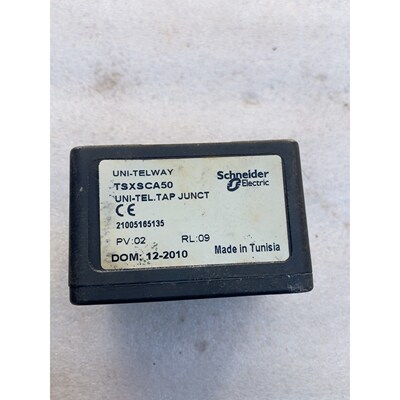 UNI-TELWAY
TSXSCA50
UNI-TEL.TAP JUNCT
CE
21005165135
PV:02 RL:09
DOM: 12-2010
Schneider
Electric
Made in Tunisia